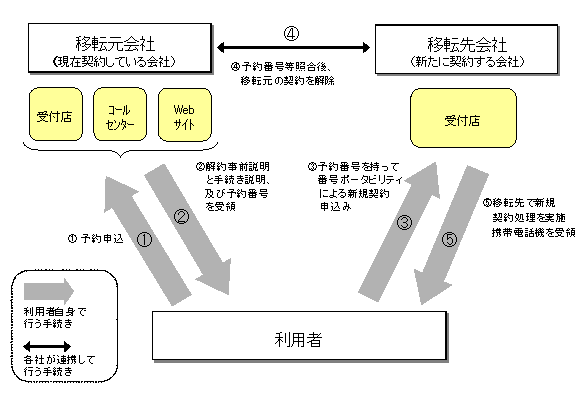 移転元会社
(現在契約している会社)
④
移転先会社
(新たに契約する会社)
④予約番号等照合後、
移転元の契約を解除
受付店
コール
センター
Web
サイト
受付店
②解約事前説明
と手続き説明、
及び予約番号
を受領
③予約番号を持って
番号ポータビリティ
による新規契約
申込み
⑤移転先で新規
契約処理を実施
携帯電話機を受領
①予約申込
①
②
③
⑤
利用者自身で
行う手続き
各社が連携して
行う手続き
利用者